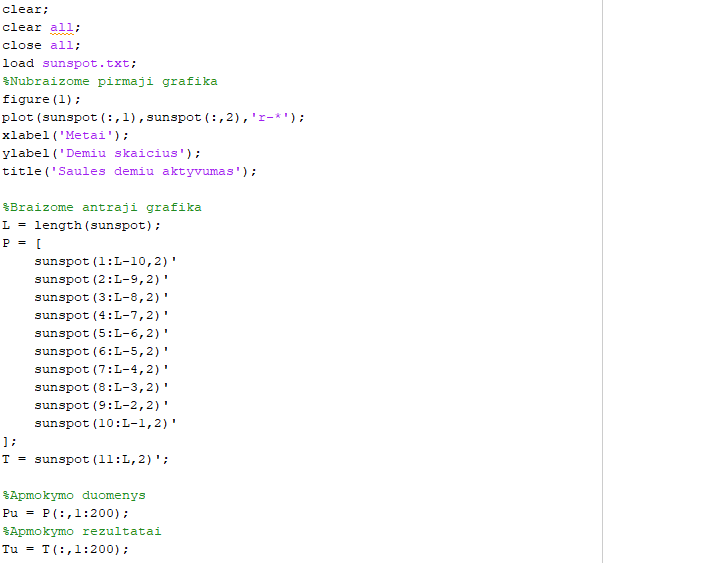 clear;
clear all;
close all;
load sunspot.txt;
%Nubraizome pirmaji grafika
figure(1);
plot(sunspot(:,1),sunspot(:,2),'r-*');
xlabel('Metai');
ylabel('Demiu skaicius');
title('Saules demiu aktyvumas');

%Braizome antraji grafika
L = length(sunspot);
P = [
    sunspot(1:L-10,2)'
    sunspot(2:L-9,2)'
    sunspot(3:L-8,2)'
    sunspot(4:L-7,2)'
    sunspot(5:L-6,2)'
    sunspot(6:L-5,2)'
    sunspot(7:L-4,2)'
    sunspot(8:L-3,2)'
    sunspot(9:L-2,2)'
    sunspot(10:L-1,2)'
];
T = sunspot(11:L,2)';

%Apmokymo duomenys
Pu = P(:,1:200);
%Apmokymo rezultatai
Tu = T(:,1:200);